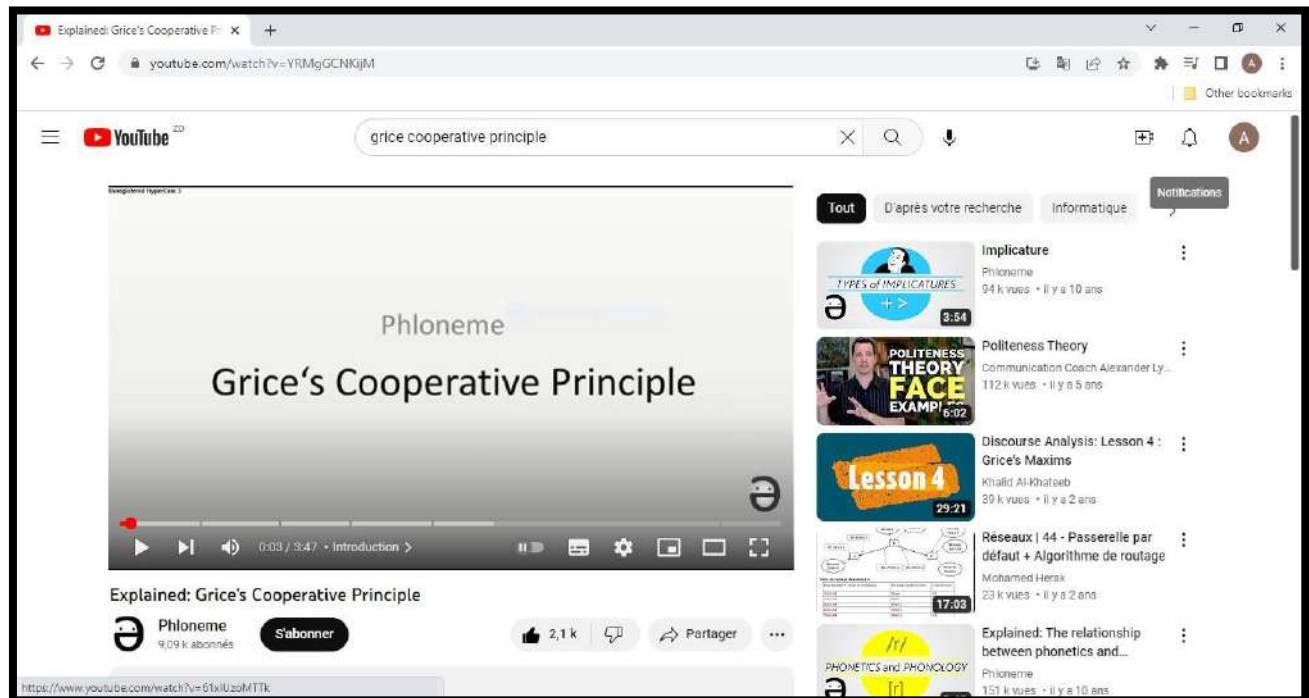 Explained: Grice's Cooperative P
youtube.com/watch?v=YRMgGCNKijM
Other bookmarks
YouTube ZD
grice cooperative principle
A
Notifications
Unregistered HyperCam 3
Phloneme
Grice's Cooperative Principle
0:03 / 3:47 • Introduction >
Explained: Grice's Cooperative Principle
Phloneme
9,09 k abonnés
S'abonner
2,1 k
Partager
Tout
D'après votre recherche
Informatique
TYPES of IMPLICATURES
+ >
ə
3:54
Implicature
Phloneme
94 k vues • il y a 10 ans
POLITENESS
THEORY
FACE
6:02
Politeness Theory
Communication Coach Alexander Ly...
112 k vues • il y a 5 ans
Lesson 4
29:21
Discourse Analysis: Lesson 4 :
Grice's Maxims
Khalid Al-Khateeb
39 k vues • il y a 2 ans
17:03
Réseaux | 44 - Passerelle par
défaut + Algorithme de routage
Mohamed Herak
23 k vues • il y a 2 ans
/r/
PHONETICS and PHONOLOGY
ə
[r]
Explained: The relationship
between phonetics and...
Phloneme
151 k vues • il y a 10 ans
https://www.youtube.com/watch?v=61xIUzoMTTk